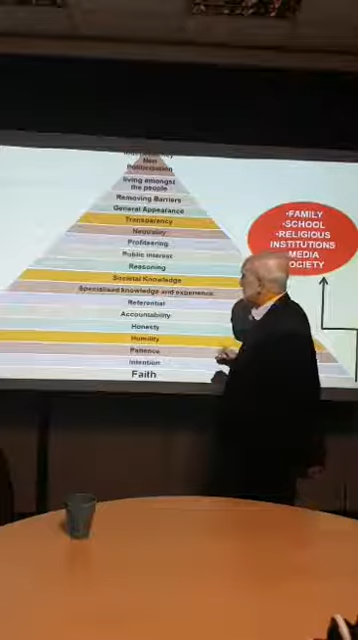 Non
Politicisation
living amongst
the people
Removing Barriers
General Appearance
Transparency
Neutrality
Profiteering
Public interest
Reasoning
Societal Knowledge
Specialised knowledge and experience
Referential
Accountability
Honesty
Humility
Patience
Intention
Faith
•FAMILY
•SCHOOL
•RELIGIOUS
INSTITUTIONS
MEDIA
SOCIETY